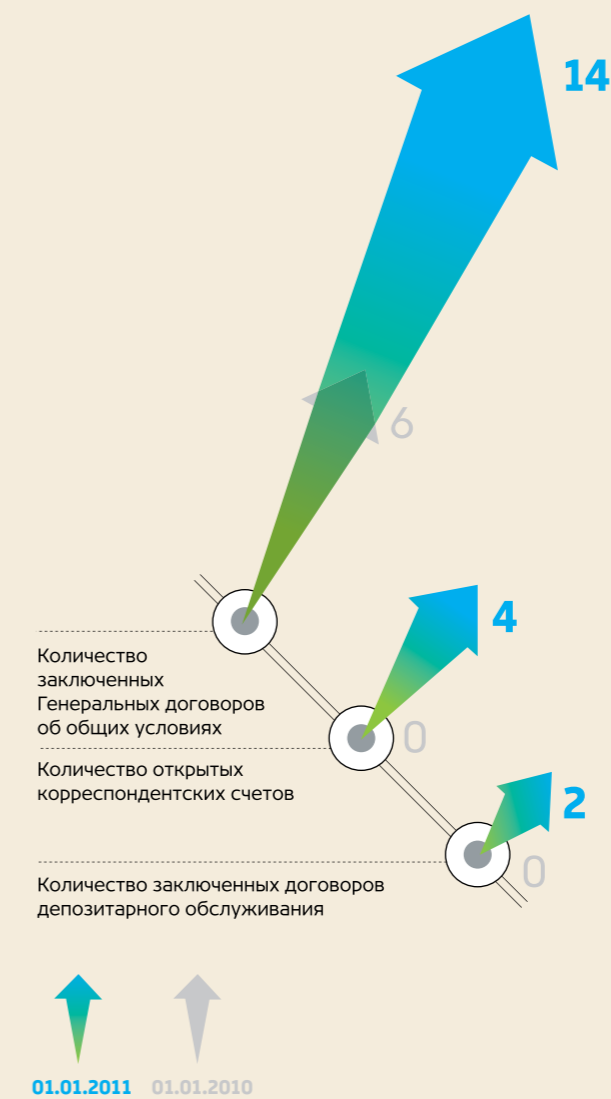 14
6
4
Количество
заключенных
Генеральных договоров
об общих условиях
0
Количество открытых
корреспондентских счетов
2
0
Количество заключенных договоров
депозитарного обслуживания
01.01.2011 01.01.2010